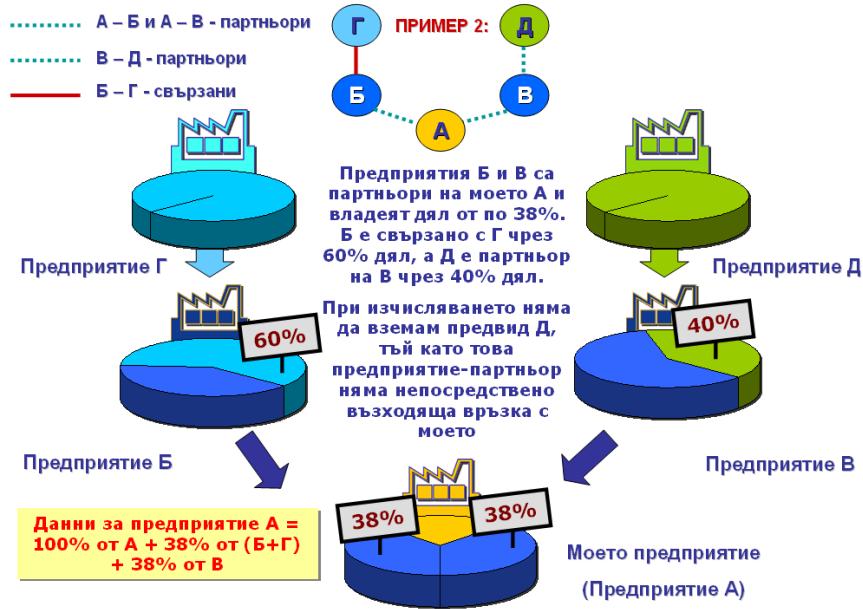 А – Б и А – В - партньори
В – Д - партньори
Б – Г - свързани
ПРИМЕР 2:
Г
Д
Б
В
А
Предприятия Б и В са
партньори на моето А и
владеят дял от по 38%.
Б е свързано с Г чрез
60% дял, а Д е партньор
на В чрез 40% дял.
При изчисляването няма
да вземам предвид Д,
тъй като това
предприятие-партньор
няма непосредствено
възходяща връзка с
моето
Предприятие Г
Предприятие Д
60%
40%
Предприятие Б
Предприятие В
38%
38%
Данни за предприятие А =
100% от А + 38% от (Б+Г)
+ 38% от В
Моето предприятие
(Предприятие А)